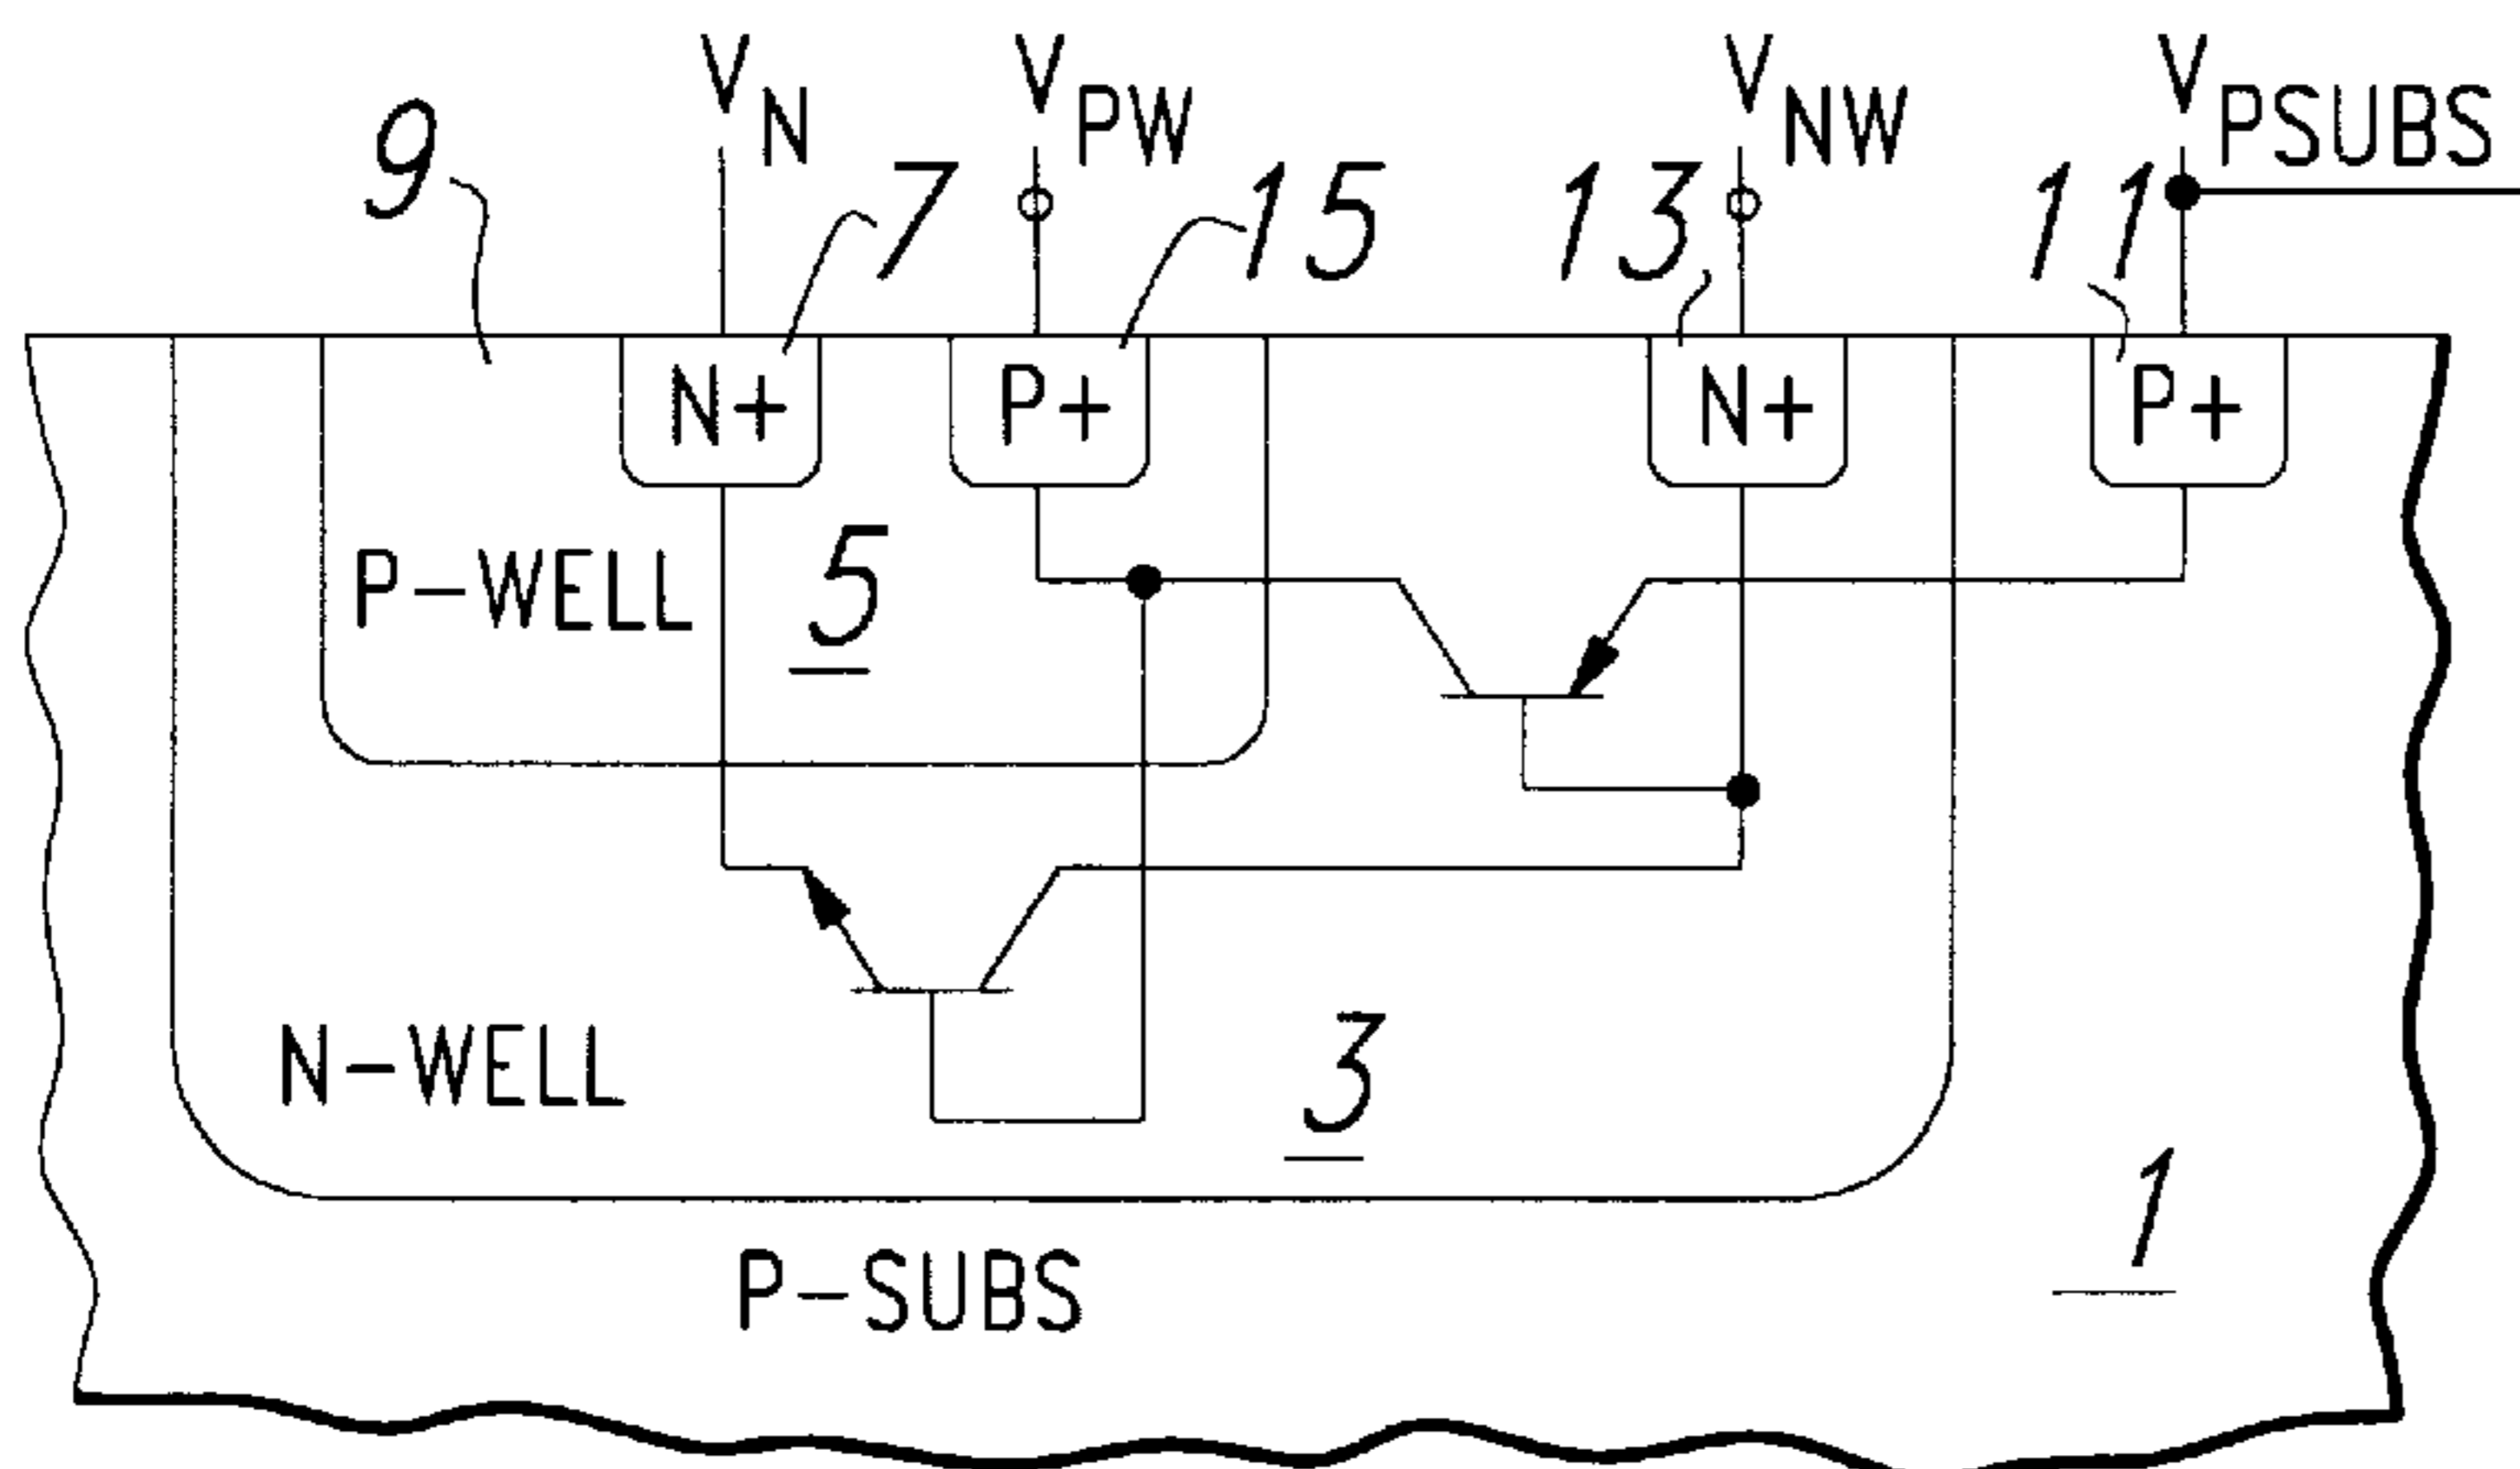 V_N V_PW V_NW V_PSUBS
9 7 15 13 11
N+ P+ N+ P+
P-WELL 5
N-WELL 3
P-SUBS 1